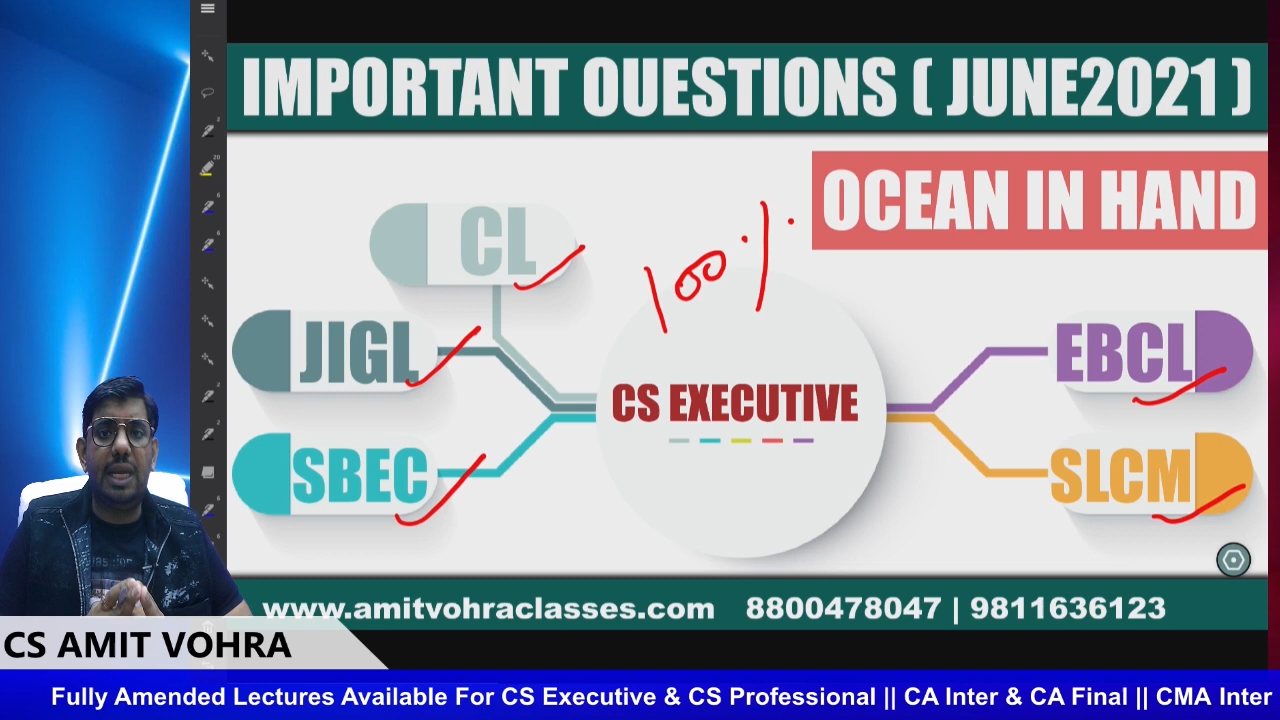 IMPORTANT OUESTIONS ( JUNE2021 )
OCEAN IN HAND
CL
100%.
JIGL
EBCL
CS EXECUTIVE
SBEC
SLCM
www.amitvohraclasses.com 8800478047 | 9811636123
CS AMIT VOHRA
Fully Amended Lectures Available For CS Executive & CS Professional || CA Inter & CA Final || CMA Inter